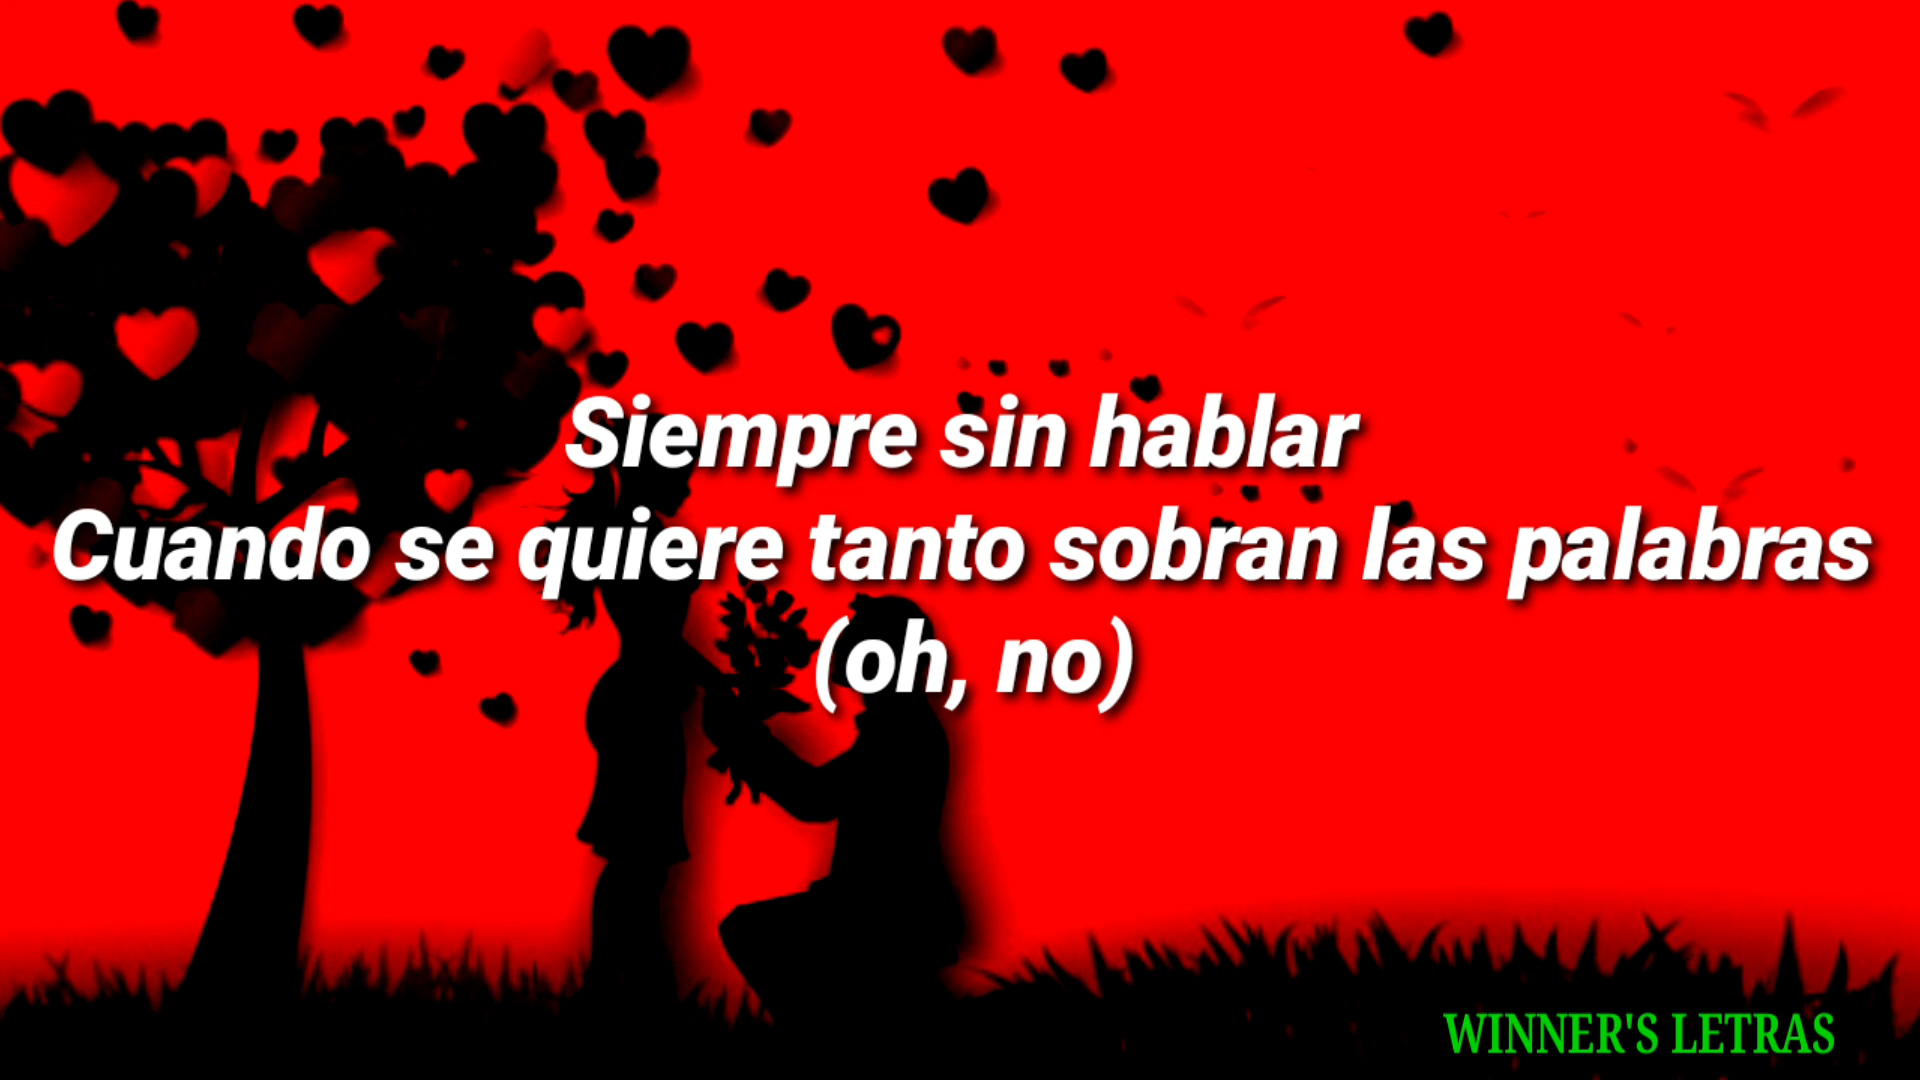 Siempre sin hablar
Cuando se quiere tanto sobran las palabras
(oh, no)
WINNER'S LETRAS